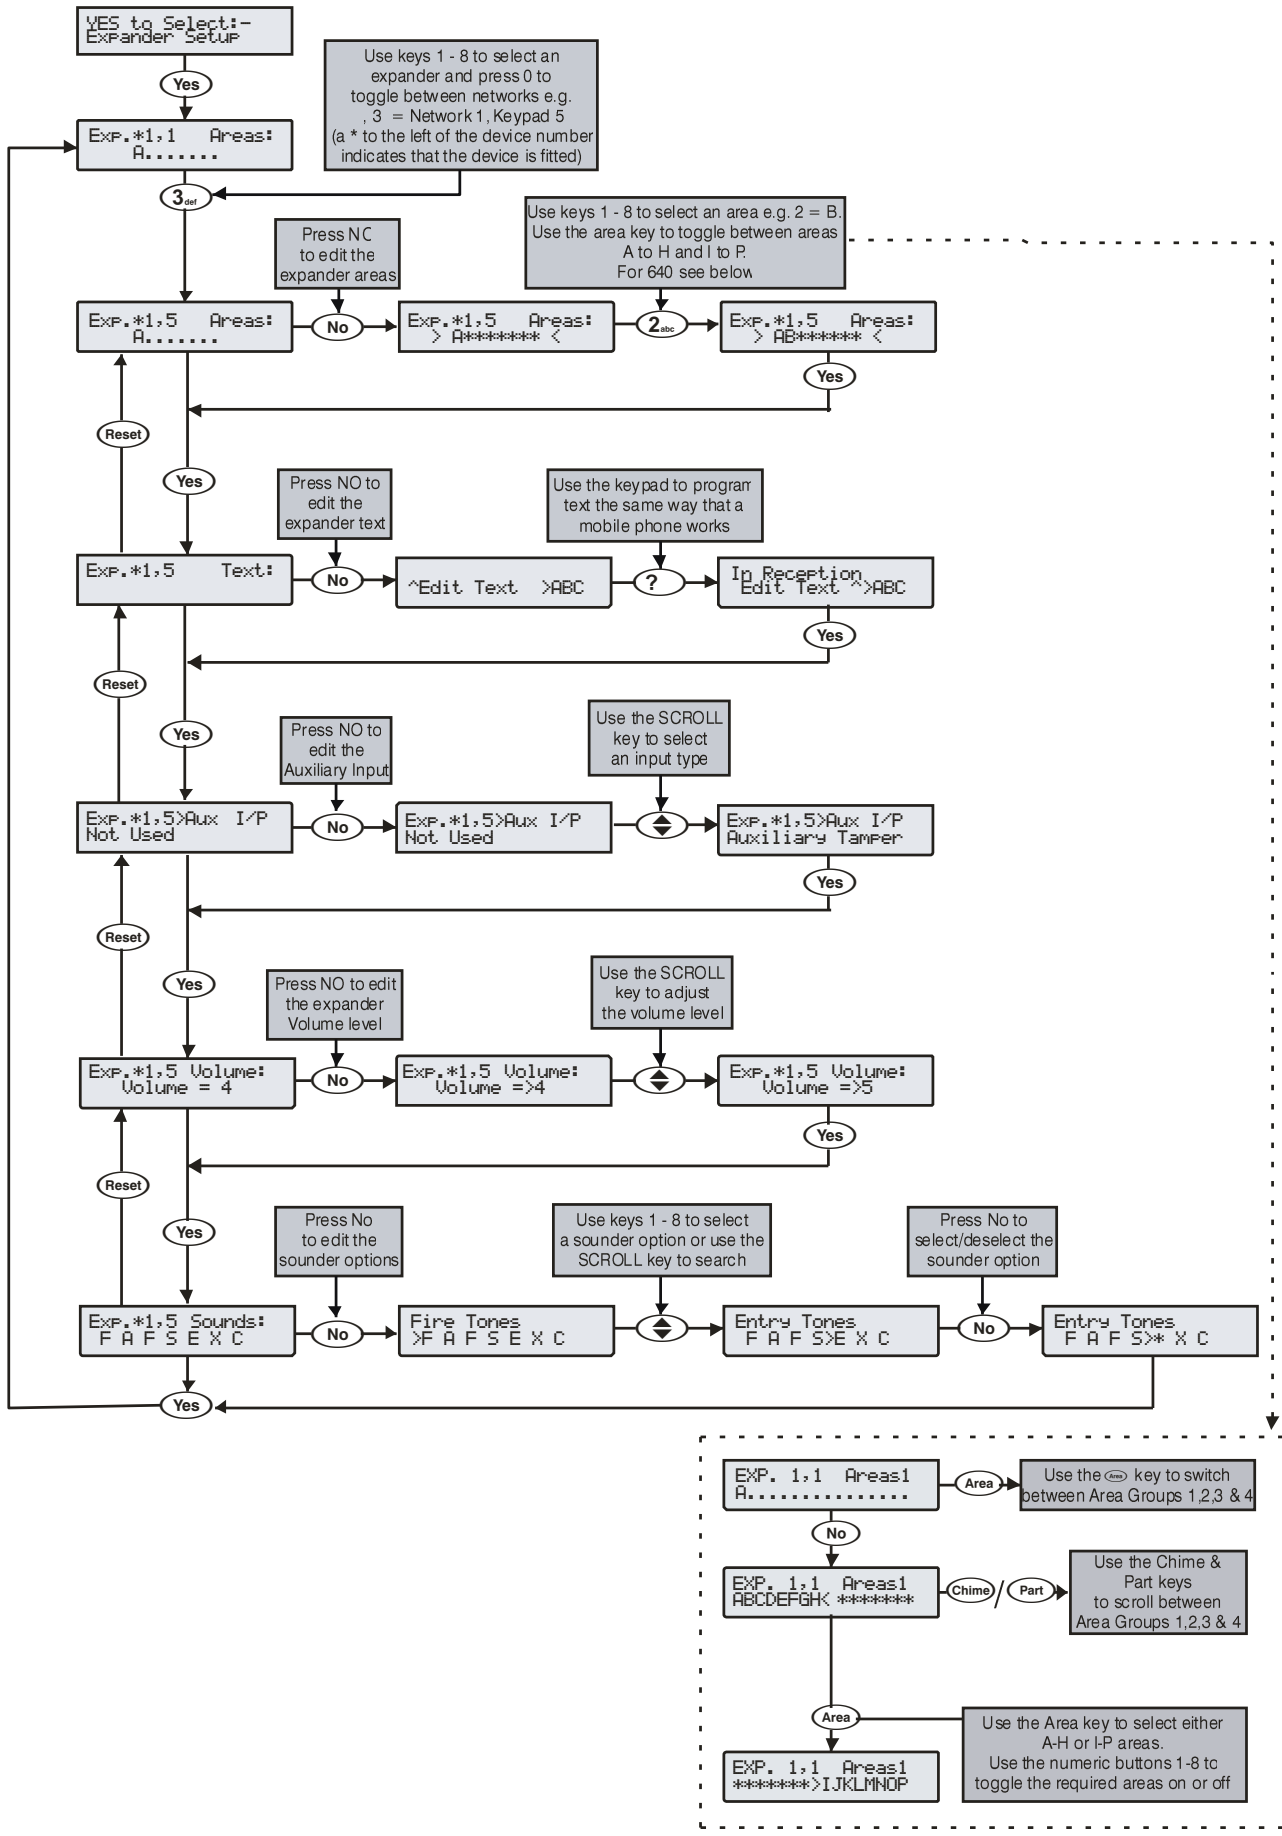 YES to Select:-
Expander Setup
Use keys 1 - 8 to select an
expander and press 0 to
toggle between networks e.g.
, 3 = Network 1, Keypad 5
(a * to the left of the device number
indicates that the device is fitted)
Yes
Exp.*1,1 Areas:
A.......
3def
Press NO
to edit the
expander areas
Use keys 1 - 8 to select an area e.g. 2 = B.
Use the area key to toggle between areas
A to H and I to P.
For 640 see below
Exp.*1,5 Areas:
A.......
No
Exp.*1,5 Areas:
> A******* <
2abc
Exp.*1,5 Areas:
> AB****** <
Yes
Reset
Yes
Press NO to
edit the
expander text
Use the keypad to program
text the same way that a
mobile phone works
Exp.*1,5 Text:
No
^Edit Text >ABC
?
In Reception
Edit Text ^>ABC
Yes
Reset
Yes
Press NO to
edit the
Auxiliary Input
Use the SCROLL
key to select
an input type
Exp.*1,5>Aux I/P
Not Used
No
Exp.*1,5>Aux I/P
Not Used
Exp.*1,5>Aux I/P
Auxiliary Tamper
Yes
Reset
Yes
Press NO to edit
the expander
Volume level
Use the SCROLL
key to adjust
the volume level
Exp.*1,5 Volume:
Volume = 4
No
Exp.*1,5 Volume:
Volume =>4
Exp.*1,5 Volume:
Volume =>5
Yes
Reset
Yes
Press No
to edit the
sounder options
Use keys 1 - 8 to select
a sounder option or use the
SCROLL key to search
Press No to
select/deselect the
sounder option
Exp.*1,5 Sounds:
F A F S E X C
No
Fire Tones
>F A F S E X C
Entry Tones
F A F S>E X C
No
Entry Tones
F A F S>* X C
Yes
EXP. 1,1 Areas1
A...............
Area
Use the Area key to switch
between Area Groups 1,2,3 & 4
No
EXP. 1,1 Areas1
ABCDEFGH< *******
Chime / Part
Use the Chime &
Part keys
to scroll between
Area Groups 1,2,3 & 4
Area
Use the Area key to select either
A-H or I-P areas.
Use the numeric buttons 1-8 to
toggle the required areas on or off
EXP. 1,1 Areas1
*******>IJKLMNOP